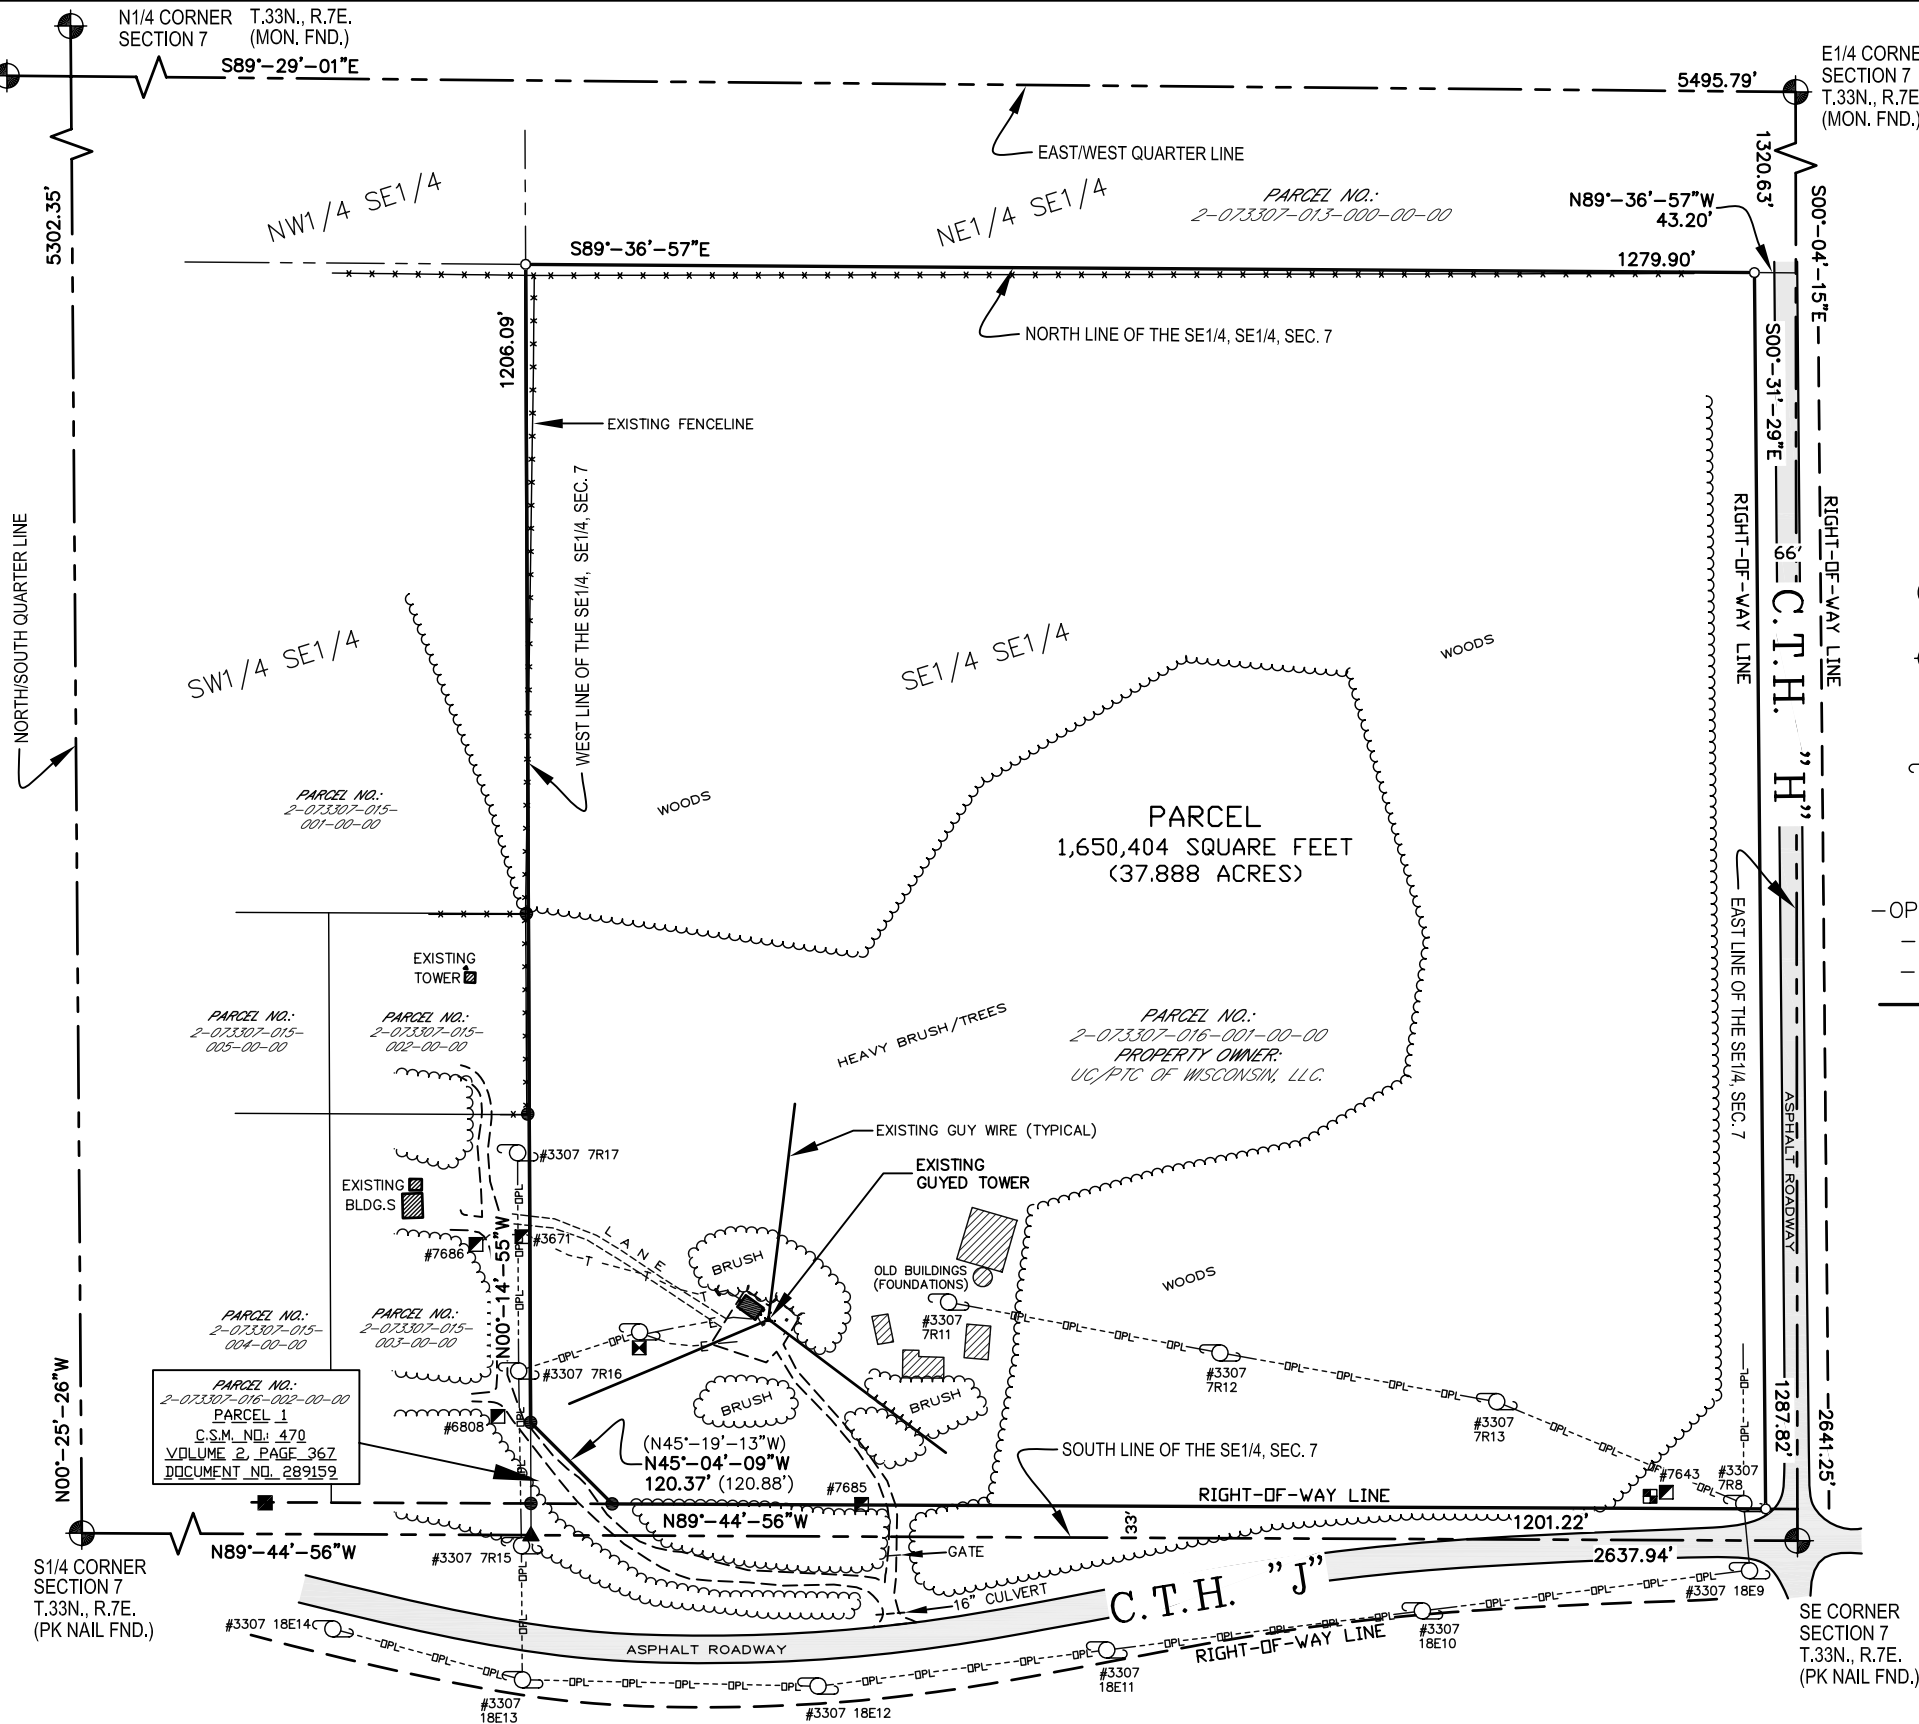 N1/4 CORNER
SECTION 7
T.33N., R.7E.
(MON. FND.)
S89°-29'-01"E
5495.79'
E1/4 CORNE
SECTION 7
T.33N., R.7E
(MON. FND.)
EAST/WEST QUARTER LINE
5302.35'
NW1/4 SE1/4
NE1/4 SE1/4
PARCEL NO.:
2-073307-013-000-00-00
1320.63'
N89°-36'-57"W
43.20'
S00°-04'-15"E
S89°-36'-57"E
1279.90'
NORTH LINE OF THE SE1/4, SE1/4, SEC. 7
1206.09'
S00°-31'-29"E
EXISTING FENCELINE
WEST LINE OF THE SE1/4, SE1/4, SEC. 7
NORTH/SOUTH QUARTER LINE
RIGHT-OF-WAY LINE
66'
RIGHT-OF-WAY LINE
C.T.H. "H"
SW1/4 SE1/4
SE1/4 SE1/4
WOODS
WOODS
PARCEL NO.:
2-073307-015-
001-00-00
PARCEL
1,650,404 SQUARE FEET
(37.888 ACRES)
EAST LINE OF THE SE1/4, SEC. 7
-OP
EXISTING
TOWER
PARCEL NO.:
2-073307-015-
005-00-00
PARCEL NO.:
2-073307-015-
002-00-00
HEAVY BRUSH/TREES
PARCEL NO.:
2-073307-016-001-00-00
PROPERTY OWNER:
UC/PTC OF WISCONSIN, LLC.
ASPHALT ROADWAY
EXISTING GUY WIRE (TYPICAL)
EXISTING
GUYED TOWER
#3307 7R17
EXISTING
BLDG.S
#7686
#3671
LANE
T
T
T
E
E
BRUSH
OLD BUILDINGS
(FOUNDATIONS)
WOODS
N00°-14'-55"W
#3307
7R11
OPL
OPL
OPL
OPL
OPL
OPL
OPL
OPL
#3307
7R12
PARCEL NO.:
2-073307-015-
004-00-00
PARCEL NO.:
2-073307-015-
003-00-00
#3307 7R16
N00°-25'-26"W
PARCEL NO.:
2-073307-016-002-00-00
PARCEL 1
C.S.M. NO.: 470
VOLUME 2, PAGE 367
DOCUMENT NO. 289159
#6808
BRUSH
BRUSH
#3307
7R13
1287.82'
2641.25'
(N45°-19'-13"W)
N45°-04'-09"W
120.37' (120.88')
SOUTH LINE OF THE SE1/4, SEC. 7
#7685
#7643
#3307
7R8
RIGHT-OF-WAY LINE
N89°-44'-56"W
33'
1201.22'
N89°-44'-56"W
#3307 7R15
GATE
2637.94'
S1/4 CORNER
SECTION 7
T.33N., R.7E.
(PK NAIL FND.)
16" CULVERT
C.T.H. "J"
#3307 18E9
#3307 18E14
ASPHALT ROADWAY
RIGHT-OF-WAY LINE
#3307
18E10
SE CORNER
SECTION 7
T.33N., R.7E.
(PK NAIL FND.)
#3307
18E11
#3307
18E13
#3307 18E12